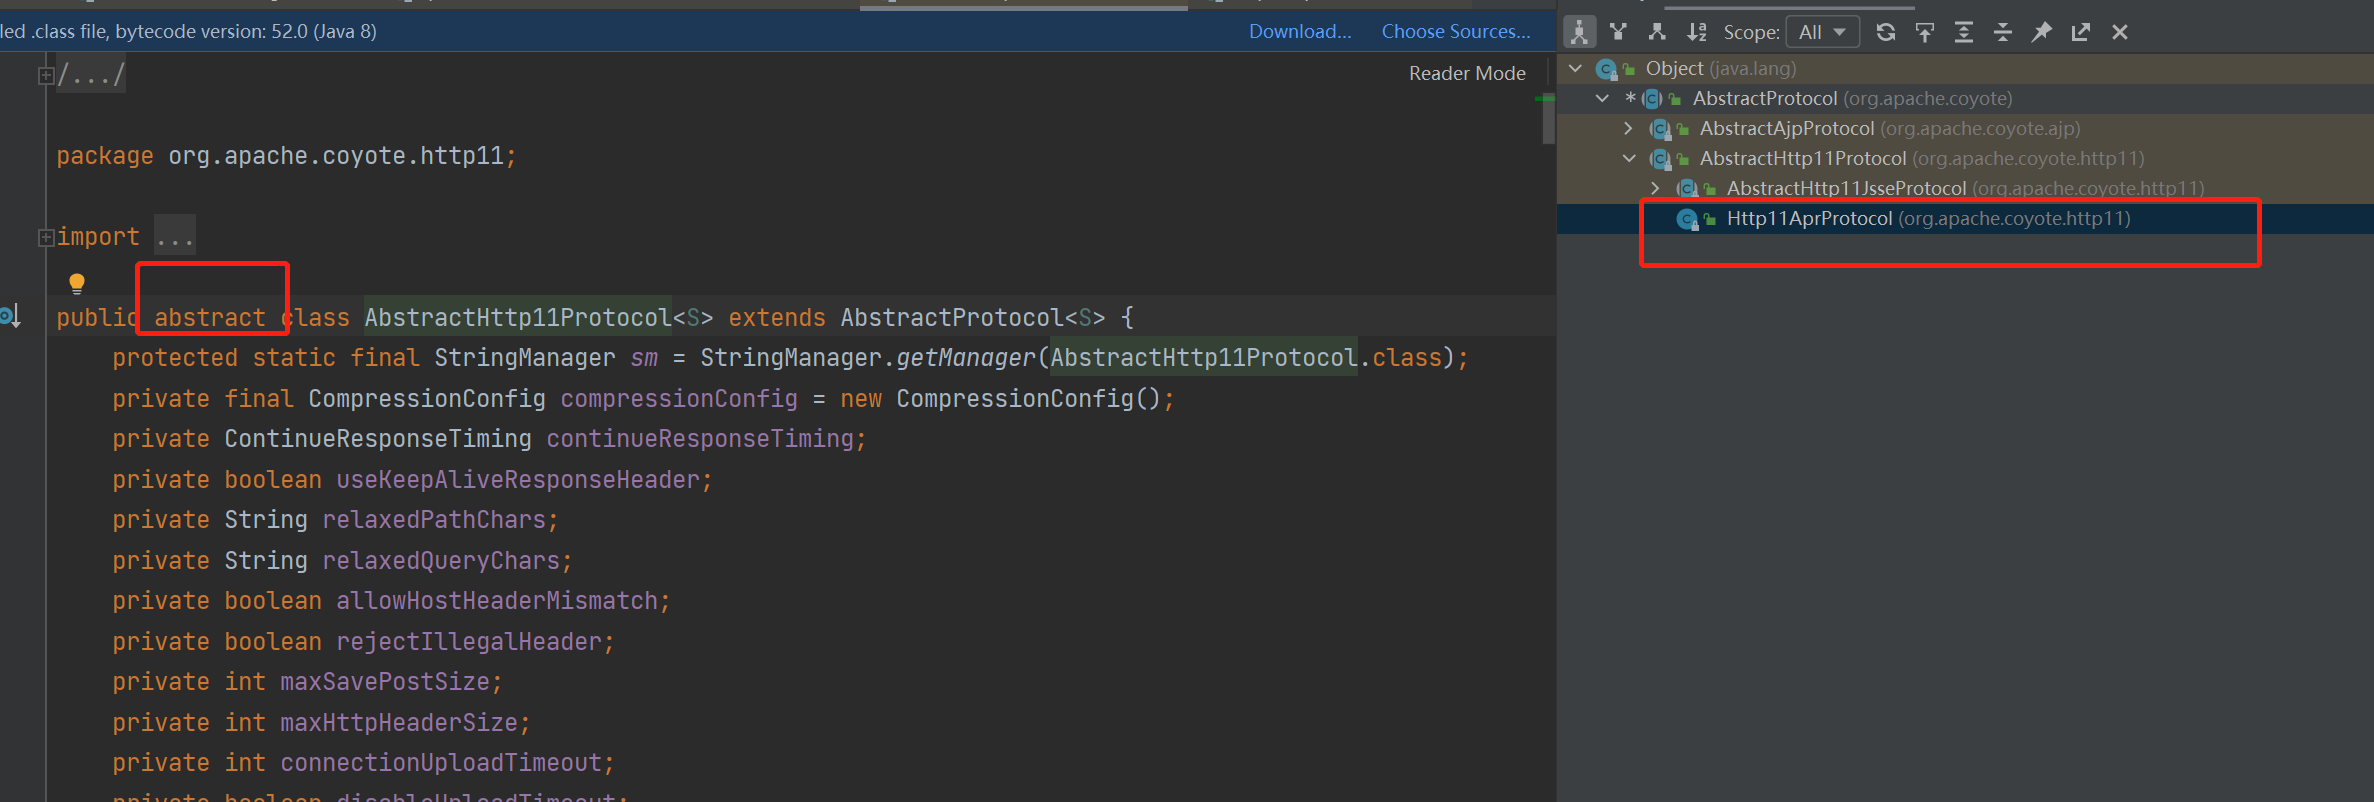 led .class file, bytecode version: 52.0 (Java 8)
Download...
Choose Sources...
/.../
Reader Mode
package org.apache.coyote.http11;
import ...
public abstract class AbstractHttp11Protocol<S> extends AbstractProtocol<S> {
protected static final StringManager sm = StringManager.getManager(AbstractHttp11Protocol.class);
private final CompressionConfig compressionConfig = new CompressionConfig();
private ContinueResponseTiming continueResponseTiming;
private boolean useKeepAliveResponseHeader;
private String relaxedPathChars;
private String relaxedQueryChars;
private boolean allowHostHeaderMismatch;
private boolean rejectIllegalHeader;
private int maxSavePostSize;
private int maxHttpHeaderSize;
private int connectionUploadTimeout;
private boolean disableUploadTimeout;
Scope: All
Object (java.lang)
* AbstractProtocol (org.apache.coyote)
AbstractAjpProtocol (org.apache.coyote.ajp)
AbstractHttp11Protocol (org.apache.coyote.http11)
AbstractHttp11JsseProtocol (org.apache.coyote.http11)
Http11AprProtocol (org.apache.coyote.http11)